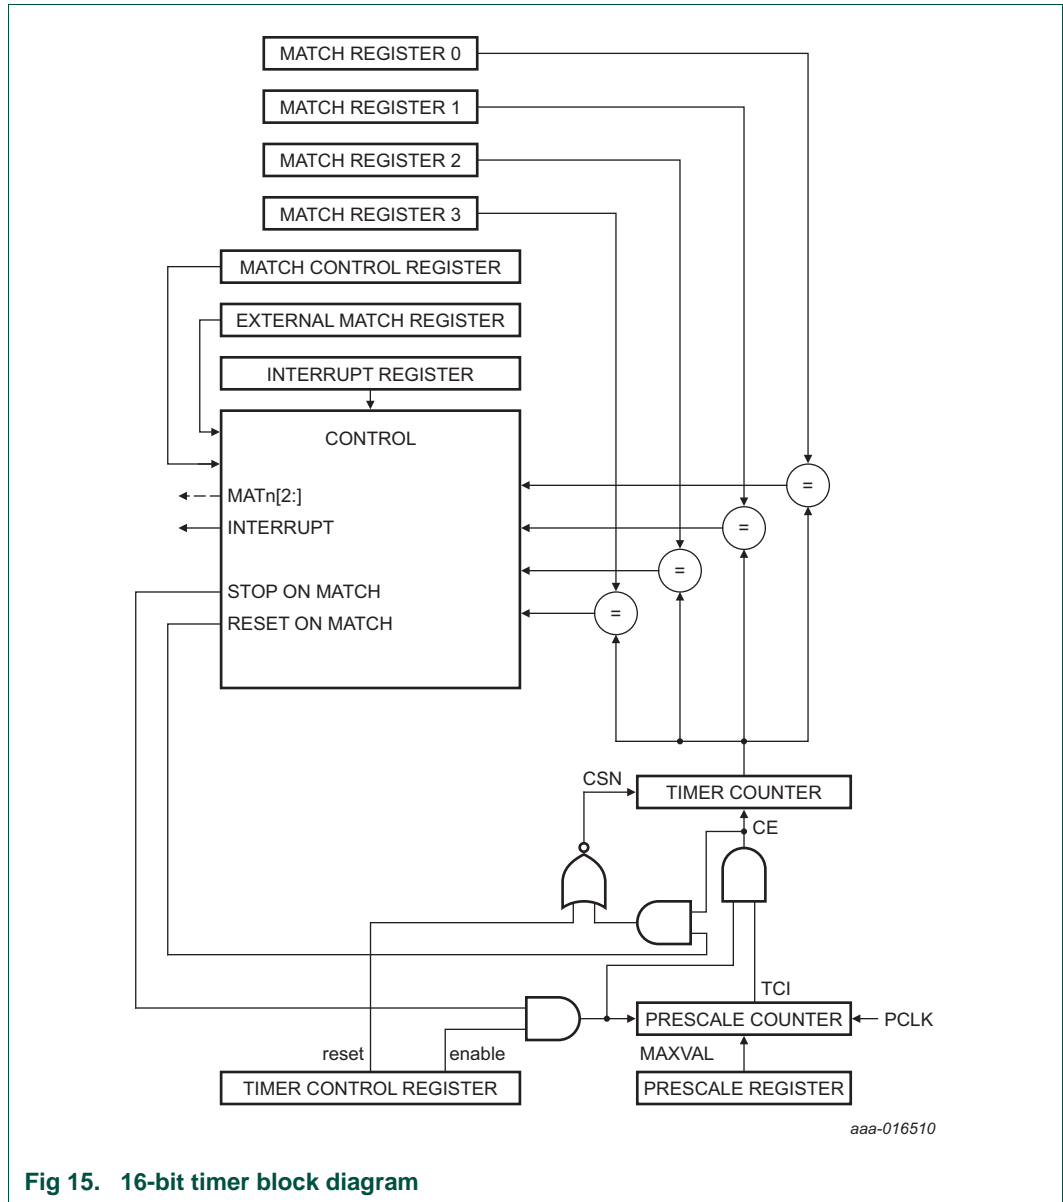 MATCH REGISTER 0
MATCH REGISTER 1
MATCH REGISTER 2
MATCH REGISTER 3
MATCH CONTROL REGISTER
EXTERNAL MATCH REGISTER
INTERRUPT REGISTER
CONTROL
=
MATn[2:]
INTERRUPT
=
=
STOP ON MATCH
=
RESET ON MATCH
CSN
TIMER COUNTER
CE
TCI
PRESCALE COUNTER
PCLK
reset
enable
MAXVAL
TIMER CONTROL REGISTER
PRESCALE REGISTER
aaa-016510
Fig 15. 16-bit timer block diagram